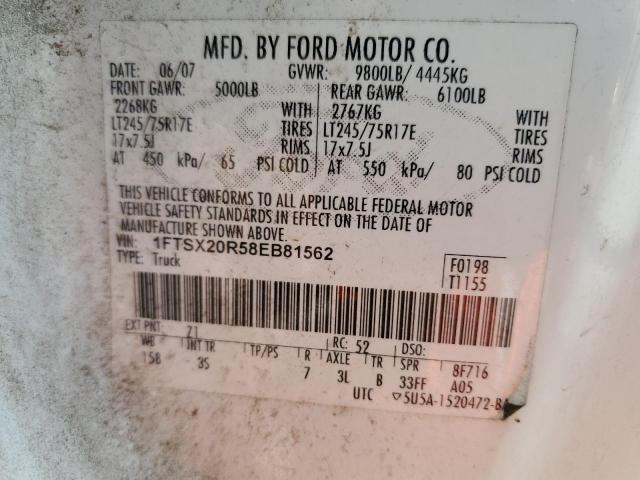 MFD. BY FORD MOTOR CO.
DATE: 06/07 GVWR: 9800LB/ 4445KG
FRONT GAWR: 5000LB REAR GAWR: 6100LB
2268KG WITH 2767KG WITH
LT245/75R17E TIRES LT245/75R17E TIRES
17x7.5J RIMS 17x7.5J RIMS
AT 450 kPa/ 65 PSI COLD AT 550 kPa/ 80 PSI COLD
THIS VEHICLE CONFORMS TO ALL APPLICABLE FEDERAL MOTOR
VEHICLE SAFETY STANDARDS IN EFFECT ON THE DATE OF
MANUFACTURE SHOWN ABOVE.
VIN: 1FTSX20R58EB81562
TYPE: Truck F0198
T1155
EXT PNT: Z1 RC: 52 DSO:
WB INT TR TP/PS R AXLE TR SPR 8F716
158 3S 7 3L B 33FF A05
UTC ▽5U5A-1520472-BA